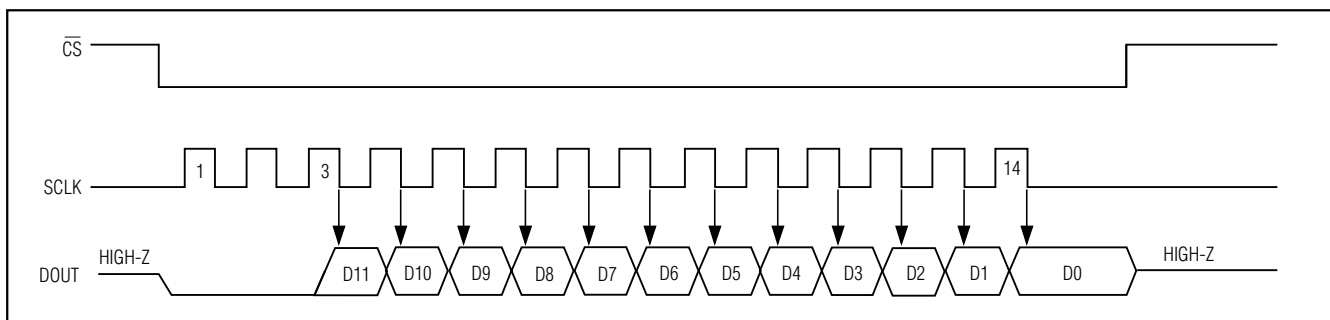 C̅S̅
1 3 14
SCLK
HIGH-Z HIGH-Z
DOUT D11 D10 D9 D8 D7 D6 D5 D4 D3 D2 D1 D0